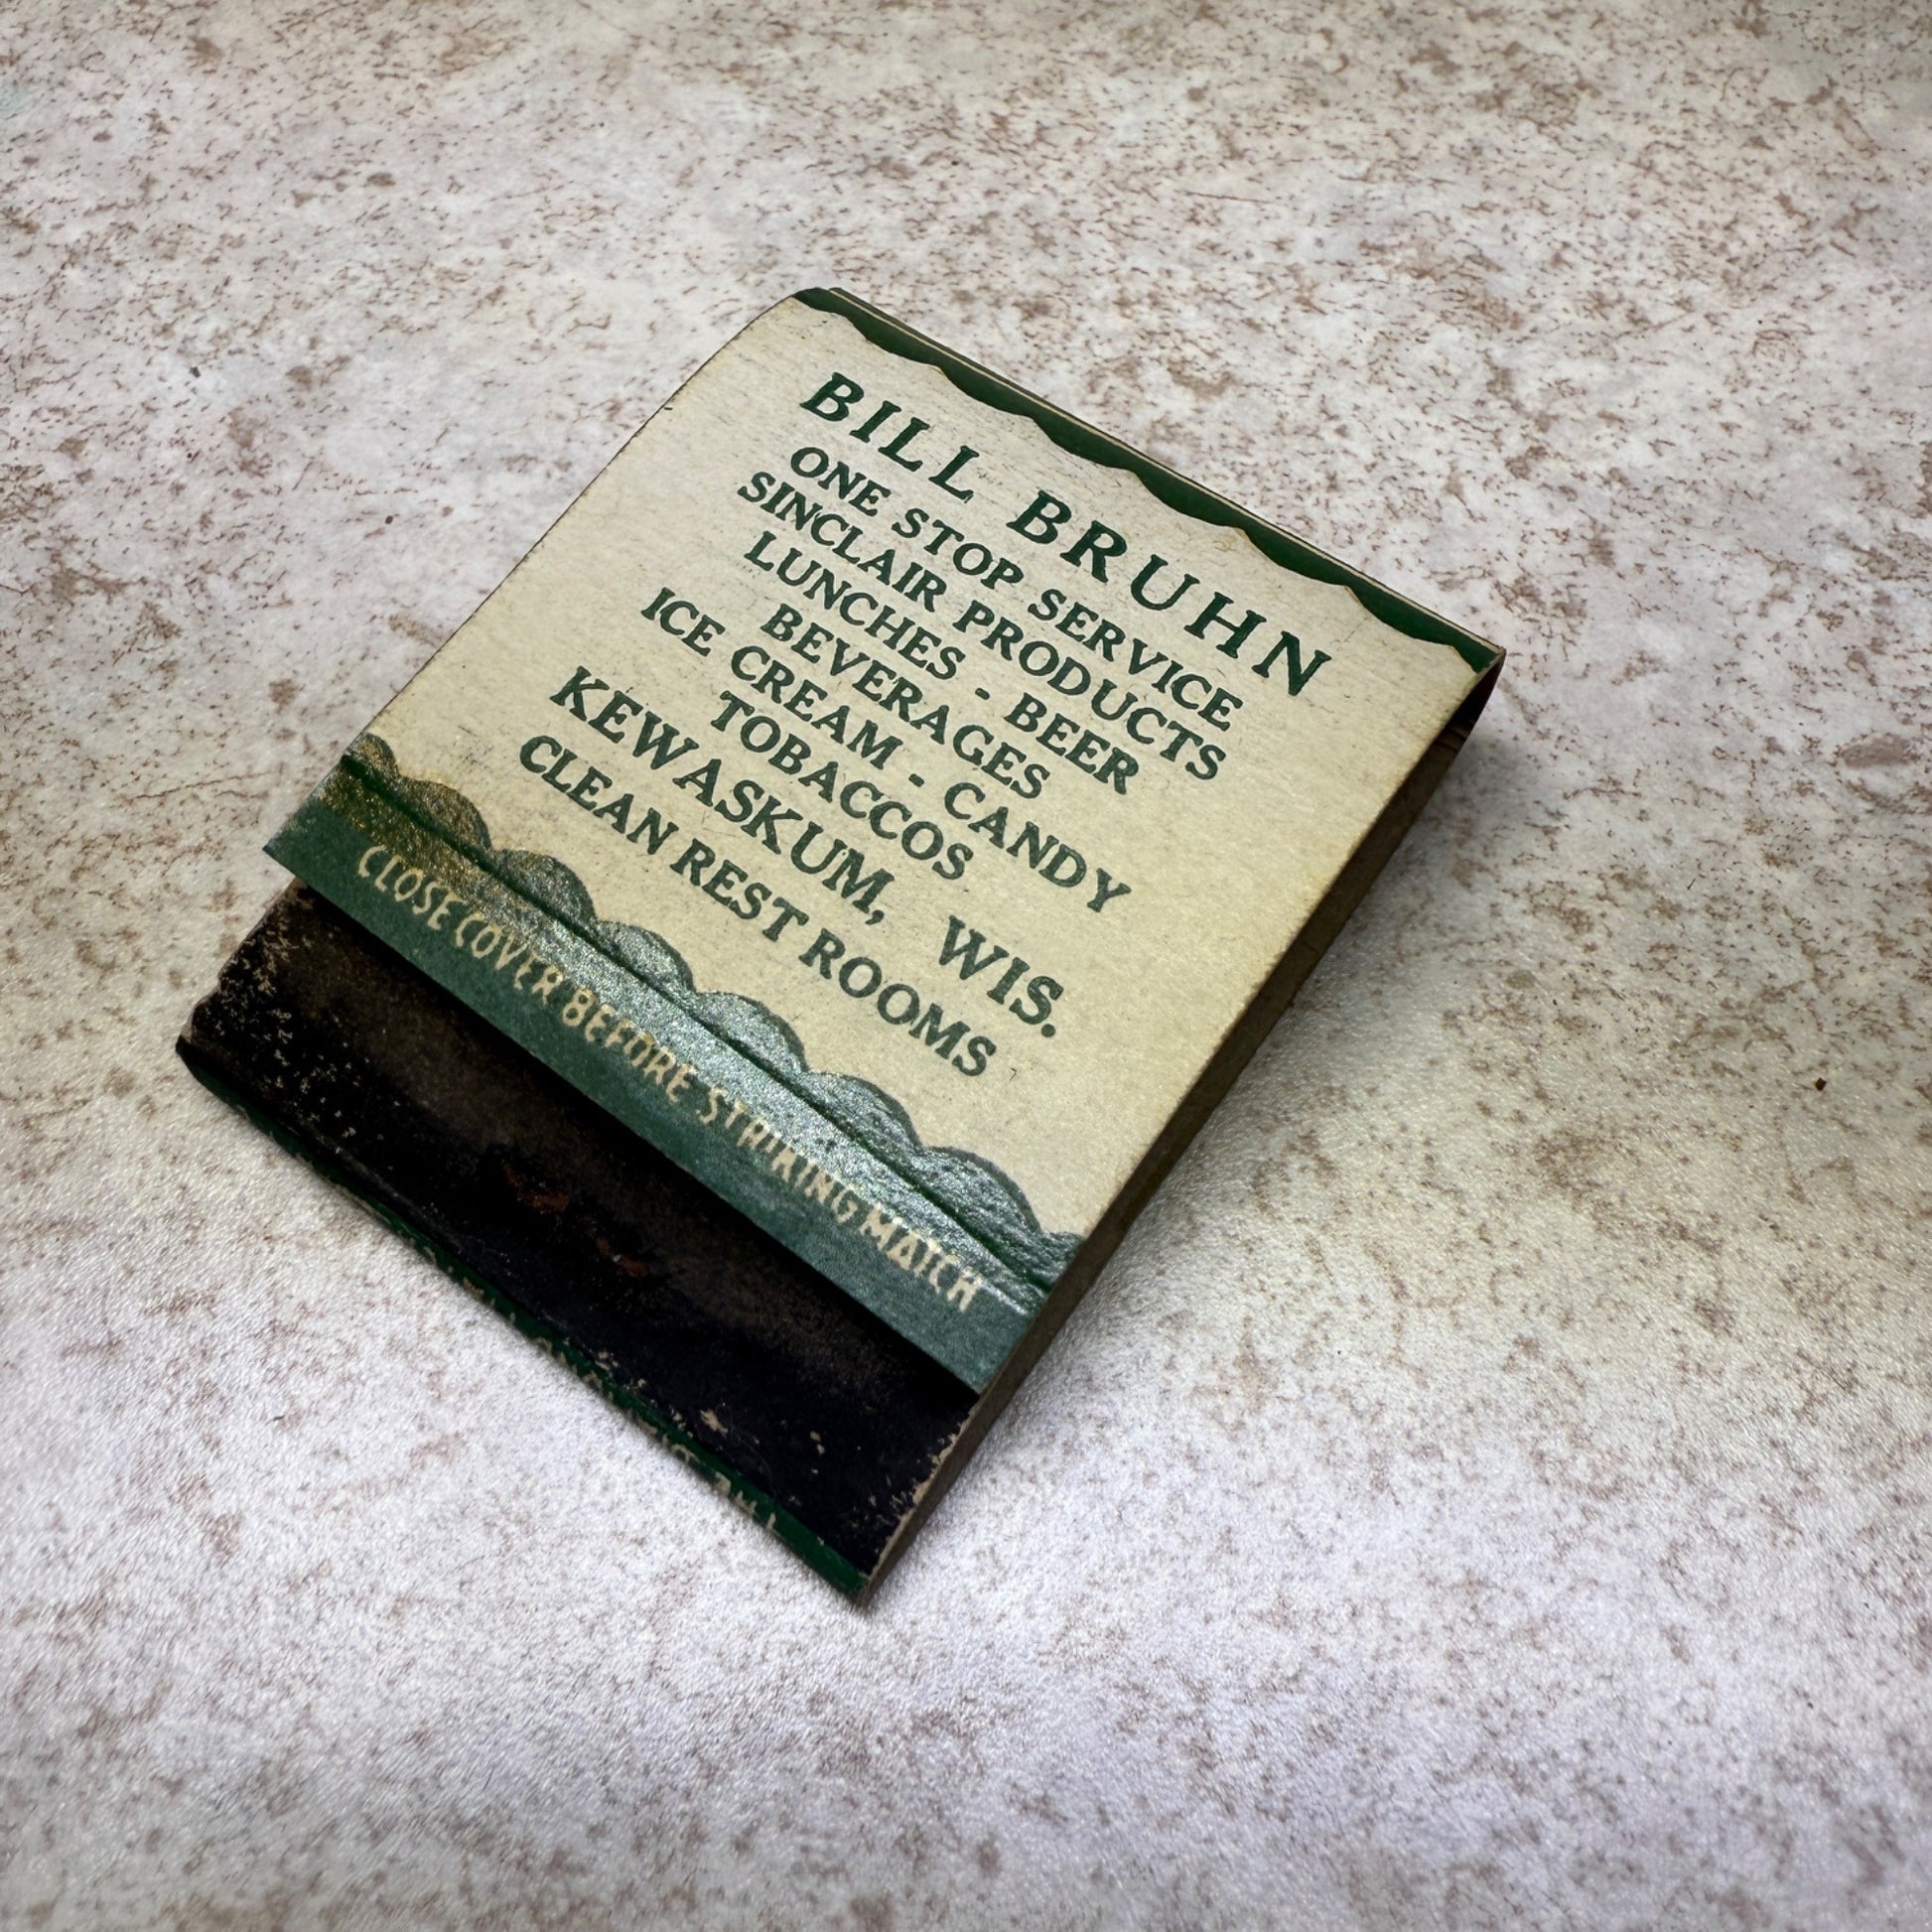 BILL BRUHN
ONE STOP SERVICE
SINCLAIR PRODUCTS
LUNCHES - BEER
BEVERAGES
ICE CREAM - CANDY
TOBACCOS
KEWASKUM, WIS.
CLEAN REST ROOMS
CLOSE COVER BEFORE STRIKING MATCH